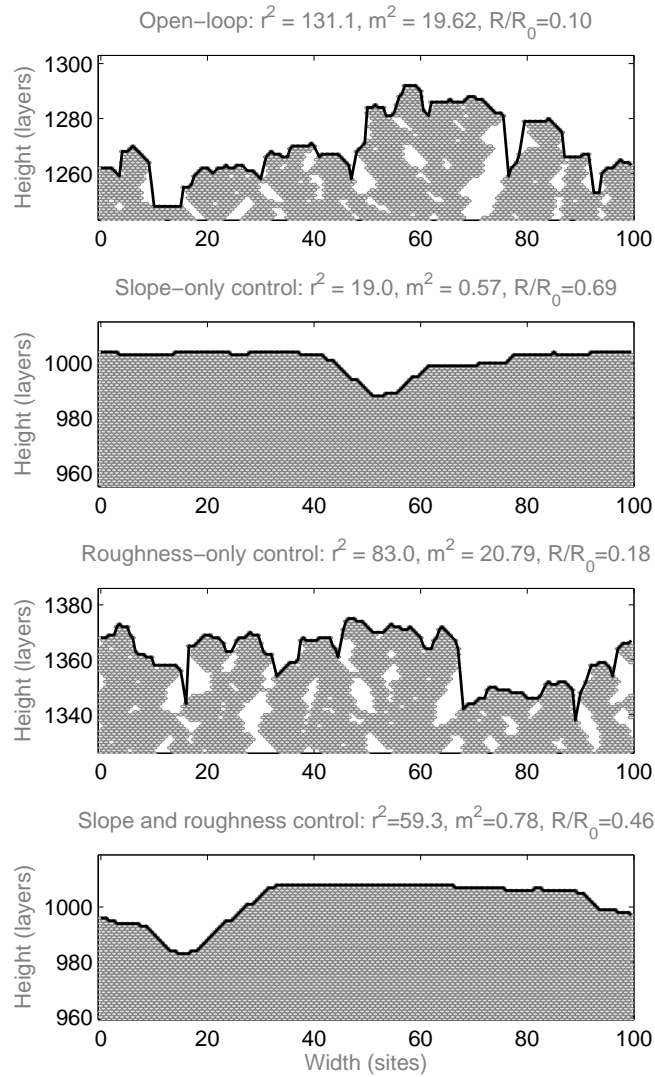 Open−loop: r² = 131.1, m² = 19.62, R/R₀=0.10
Height (layers)
1300
1280
1260
0 20 40 60 80 100
Slope−only control: r² = 19.0, m² = 0.57, R/R₀=0.69
Height (layers)
1000
980
960
0 20 40 60 80 100
Roughness−only control: r² = 83.0, m² = 20.79, R/R₀=0.18
Height (layers)
1380
1360
1340
0 20 40 60 80 100
Slope and roughness control: r²=59.3, m²=0.78, R/R₀=0.46
Height (layers)
1000
980
960
0 20 40 60 80 100
Width (sites)